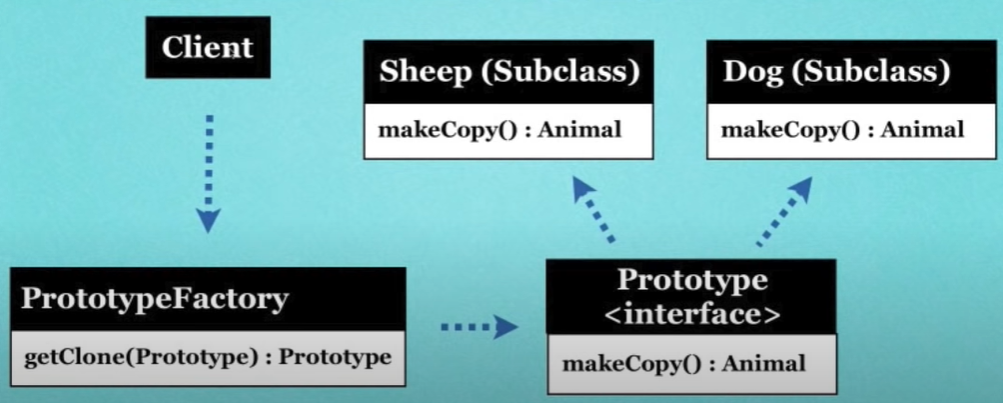 Client
Sheep (Subclass)
makeCopy() : Animal
Dog (Subclass)
makeCopy() : Animal
PrototypeFactory
getClone(Prototype) : Prototype
Prototype
<interface>
makeCopy() : Animal